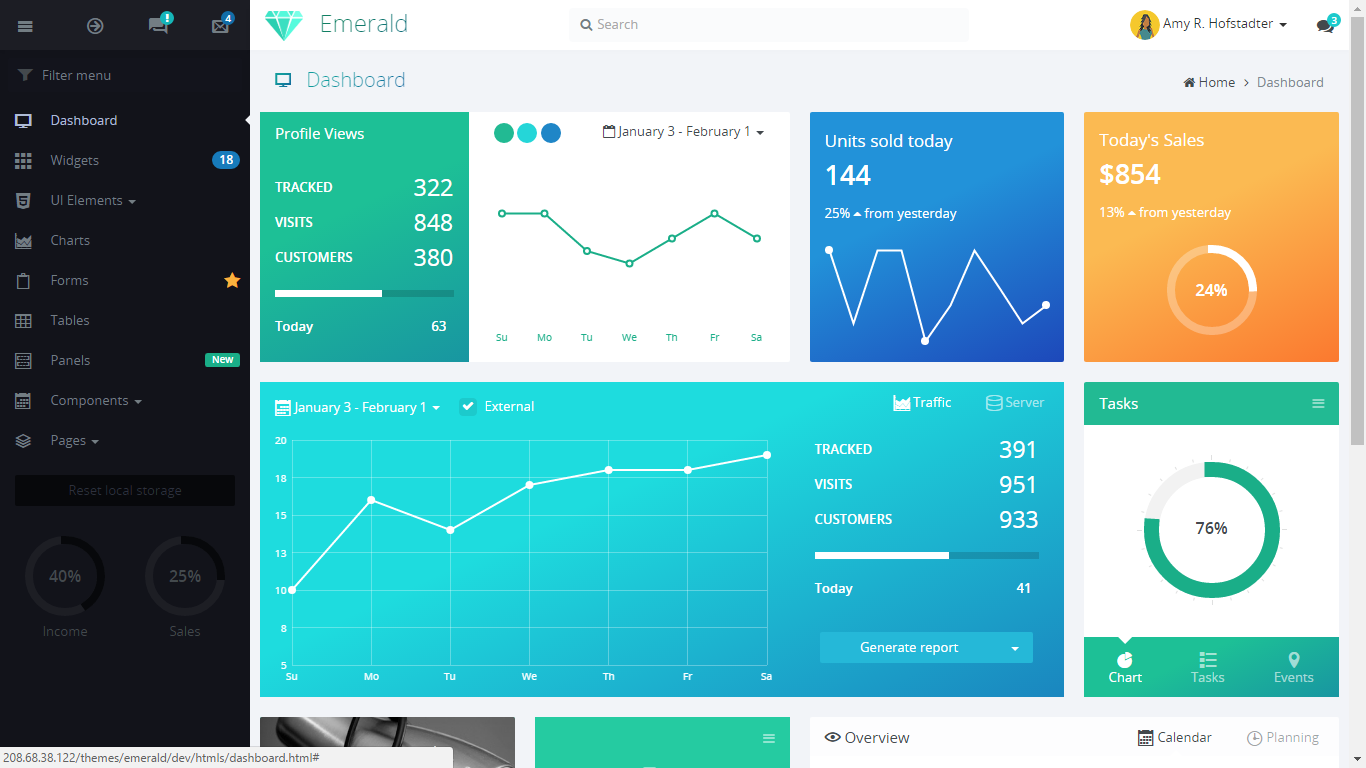 ! 4
Emerald
Search
Amy R. Hofstadter
3
Filter menu
Dashboard
Widgets 18
UI Elements
Charts
Forms
Tables
Panels New
Components
Pages
Reset local storage
40% 25%
Income Sales
Dashboard
Home > Dashboard
Profile Views
TRACKED 322
VISITS 848
CUSTOMERS 380
Today 63
January 3 - February 1
Su Mo Tu We Th Fr Sa
Units sold today
144
25% from yesterday
Today's Sales
$854
13% from yesterday
24%
January 3 - February 1 External
Traffic Server
20
18
15
13
10
8
5
Su Mo Tu We Th Fr Sa
TRACKED 391
VISITS 951
CUSTOMERS 933
Today 41
Generate report
Tasks
76%
Chart Tasks Events
Overview
Calendar Planning
208.68.38.122/themes/emerald/dev/htmls/dashboard.html#